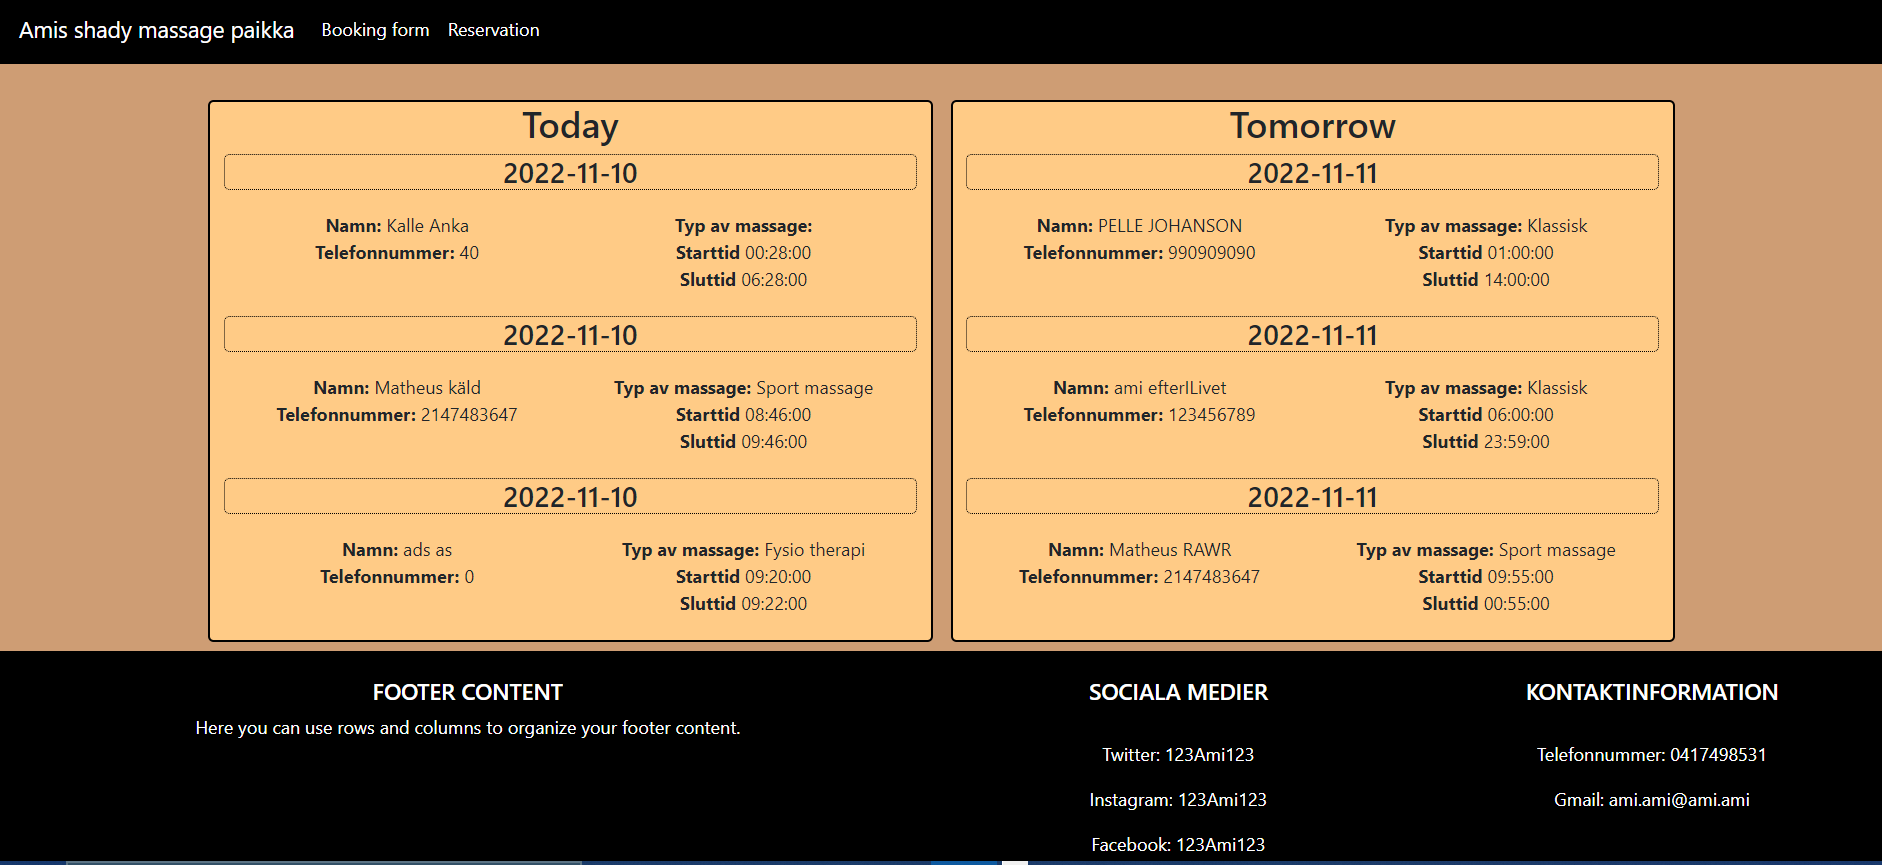 Amis shady massage paikka Booking form Reservation
Today
2022-11-10
Namn: Kalle Anka
Telefonnummer: 40
Typ av massage:
Starttid 00:28:00
Sluttid 06:28:00
2022-11-10
Namn: Matheus käld
Telefonnummer: 2147483647
Typ av massage: Sport massage
Starttid 08:46:00
Sluttid 09:46:00
2022-11-10
Namn: ads as
Telefonnummer: 0
Typ av massage: Fysio therapi
Starttid 09:20:00
Sluttid 09:22:00
Tomorrow
2022-11-11
Namn: PELLE JOHANSON
Telefonnummer: 990909090
Typ av massage: Klassisk
Starttid 01:00:00
Sluttid 14:00:00
2022-11-11
Namn: ami efterlLivet
Telefonnummer: 123456789
Typ av massage: Klassisk
Starttid 06:00:00
Sluttid 23:59:00
2022-11-11
Namn: Matheus RAWR
Telefonnummer: 2147483647
Typ av massage: Sport massage
Starttid 09:55:00
Sluttid 00:55:00
FOOTER CONTENT
Here you can use rows and columns to organize your footer content.
SOCIALA MEDIER
Twitter: 123Ami123
Instagram: 123Ami123
Facebook: 123Ami123
KONTAKTINFORMATION
Telefonnummer: 0417498531
Gmail: ami.ami@ami.ami